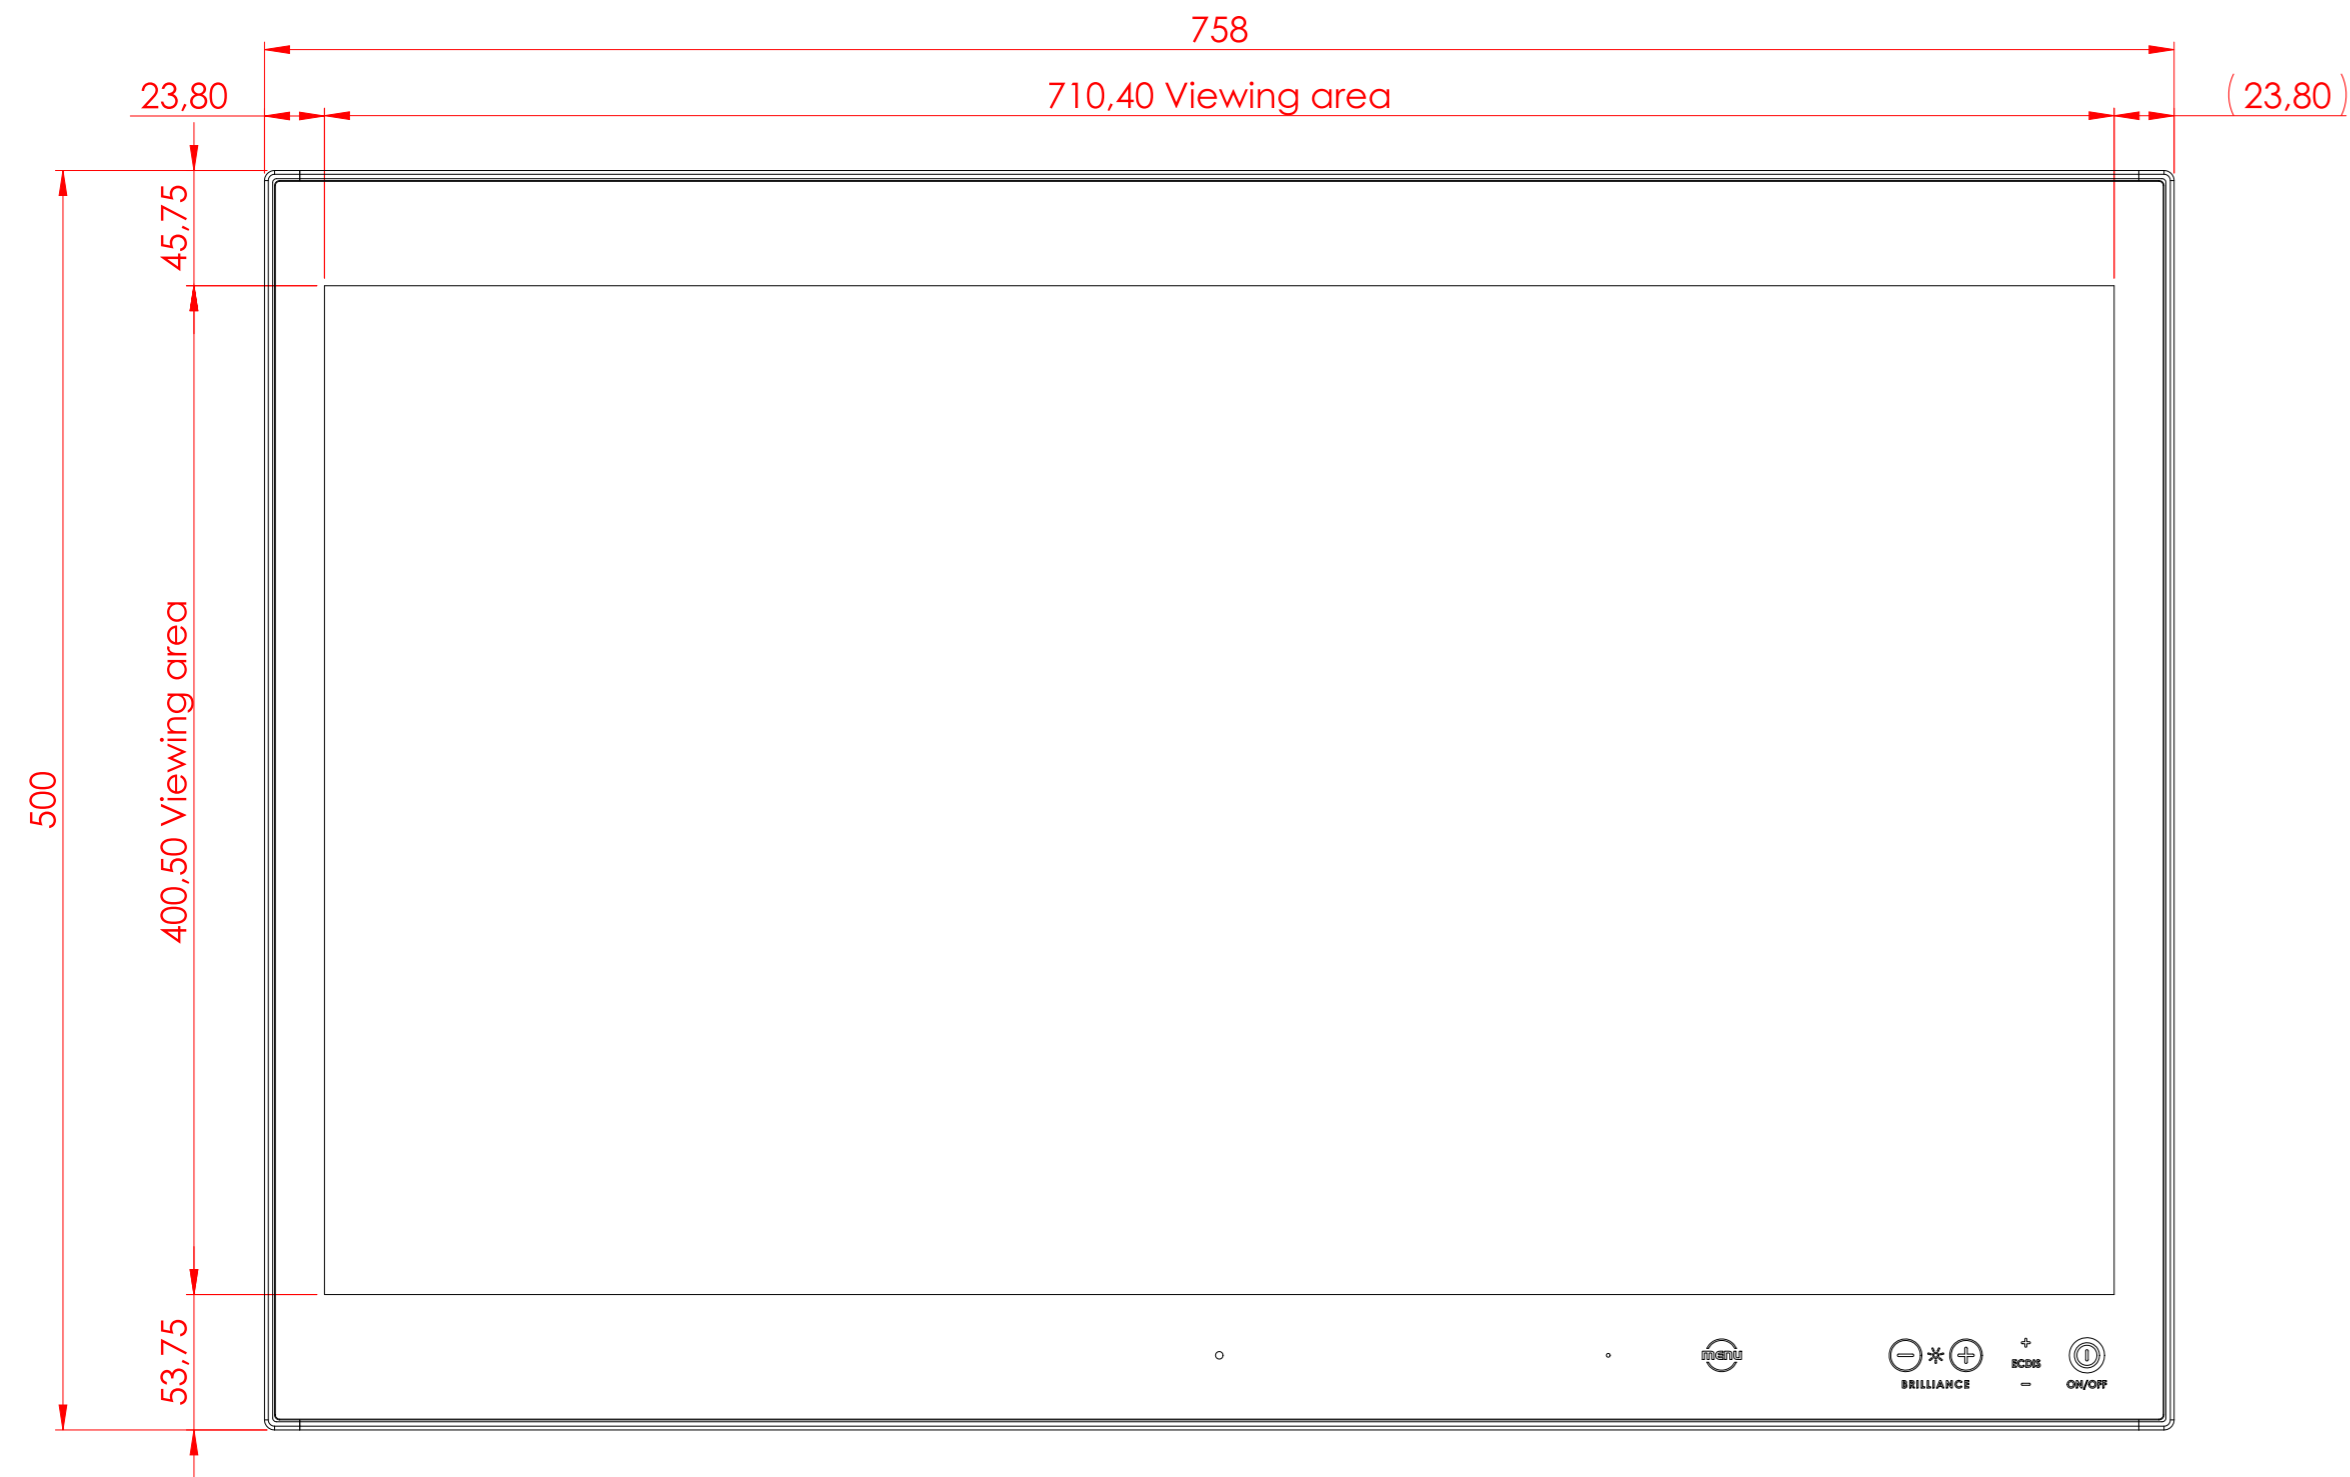 758
23,80
710,40 Viewing area
(23,80)
45,75
400,50 Viewing area
500
53,75
menu
BRILLIANCE
+
ECDIS
-
ON/OFF